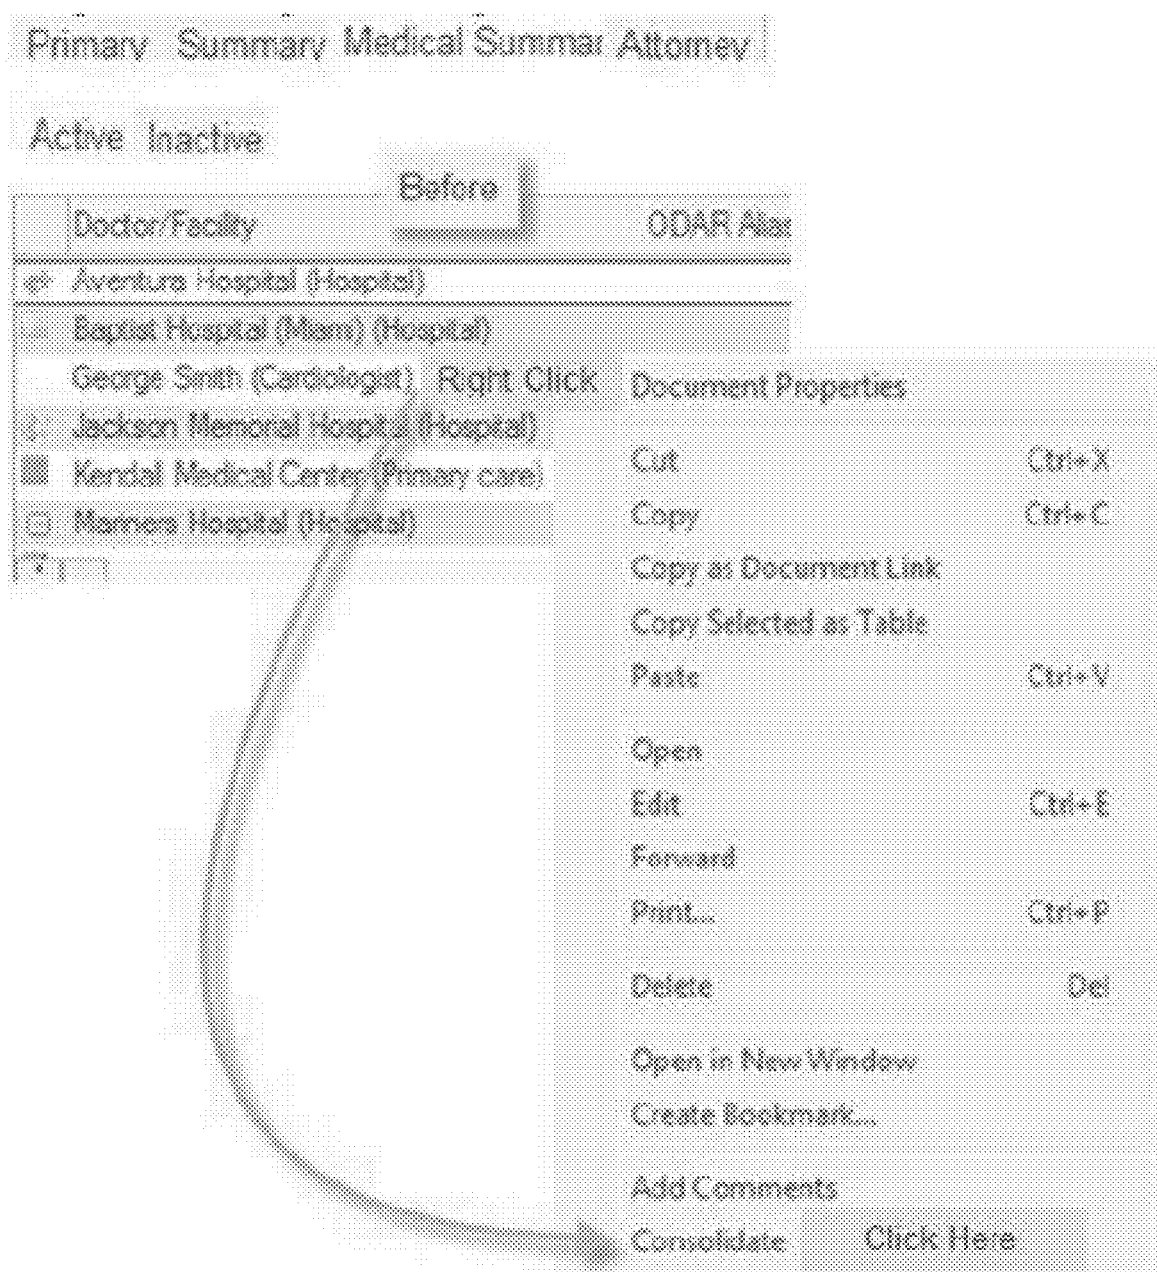 Primary Summary Medical Summar Attorney
Active Inactive
Before
Doctor/Facility ODAR Alias
Aventura Hospital (Hospital)
Baptist Hospital (Miami) (Hospital)
George Smith (Cardiologist) Right Click
Jackson Memorial Hospital (Hospital)
Kendall Medical Center (Primary care)
Mariners Hospital (Hospital)
Document Properties
Cut Ctrl+X
Copy Ctrl+C
Copy as Document Link
Copy Selected as Table
Paste Ctrl+V
Open
Edit Ctrl+E
Forward
Print... Ctrl+P
Delete Del
Open in New Window
Create Bookmark...
Add Comments
Consolidate Click Here